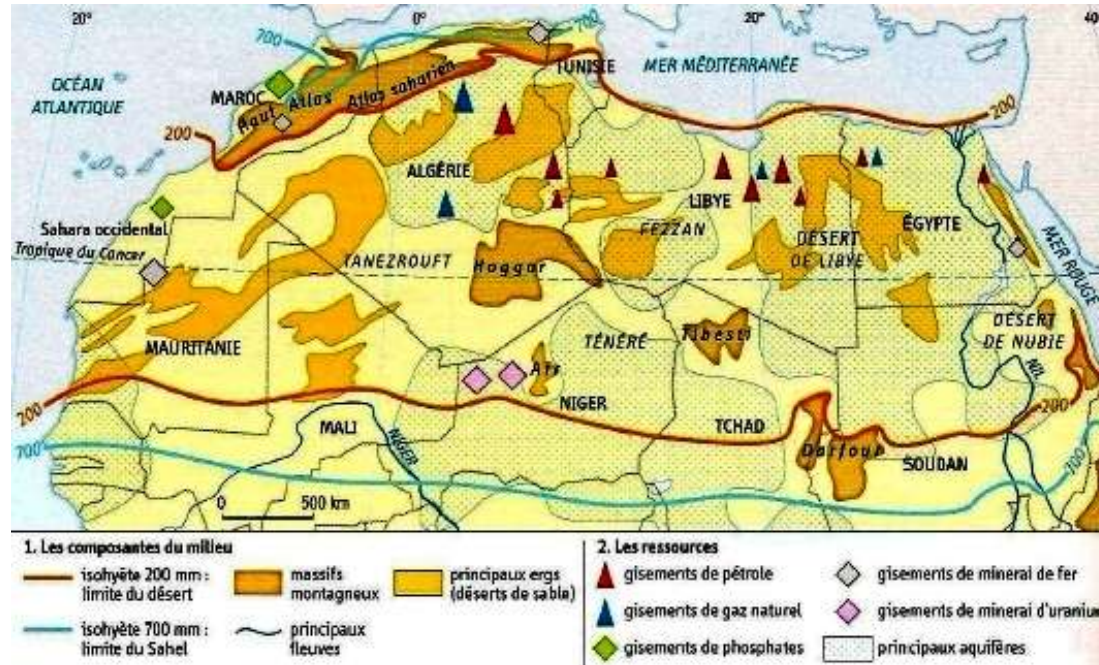 20°
0°
20°
40°
700
700
OCÉAN
ATLANTIQUE
MAROC
Haut Atlas
Atlas saharien
TUNISIE
MER MÉDITERRANÉE
200
200
ALGÉRIE
LIBYE
ÉGYPTE
Sahara occidental
Tropique du Cancer
TANEZROUFT
Hoggar
FEZZAN
DÉSERT
DE LIBYE
MER ROUGE
MAURITANIE
TÉNÉRÉ
Tibesti
DÉSERT
DE NUBIE
Aïr
NIL
200
NIGER
200
MALI
NIGER
TCHAD
Darfour
SOUDAN
700
700
0 500 km
1. Les composantes du milieu
isohyète 200 mm :
limite du désert
massifs
montagneux
principaux ergs
(déserts de sable)
isohyète 700 mm :
limite du Sahel
principaux
fleuves
2. Les ressources
gisements de pétrole
gisements de minerai de fer
gisements de gaz naturel
gisements de minerai d'uranium
gisements de phosphates
principaux aquifères